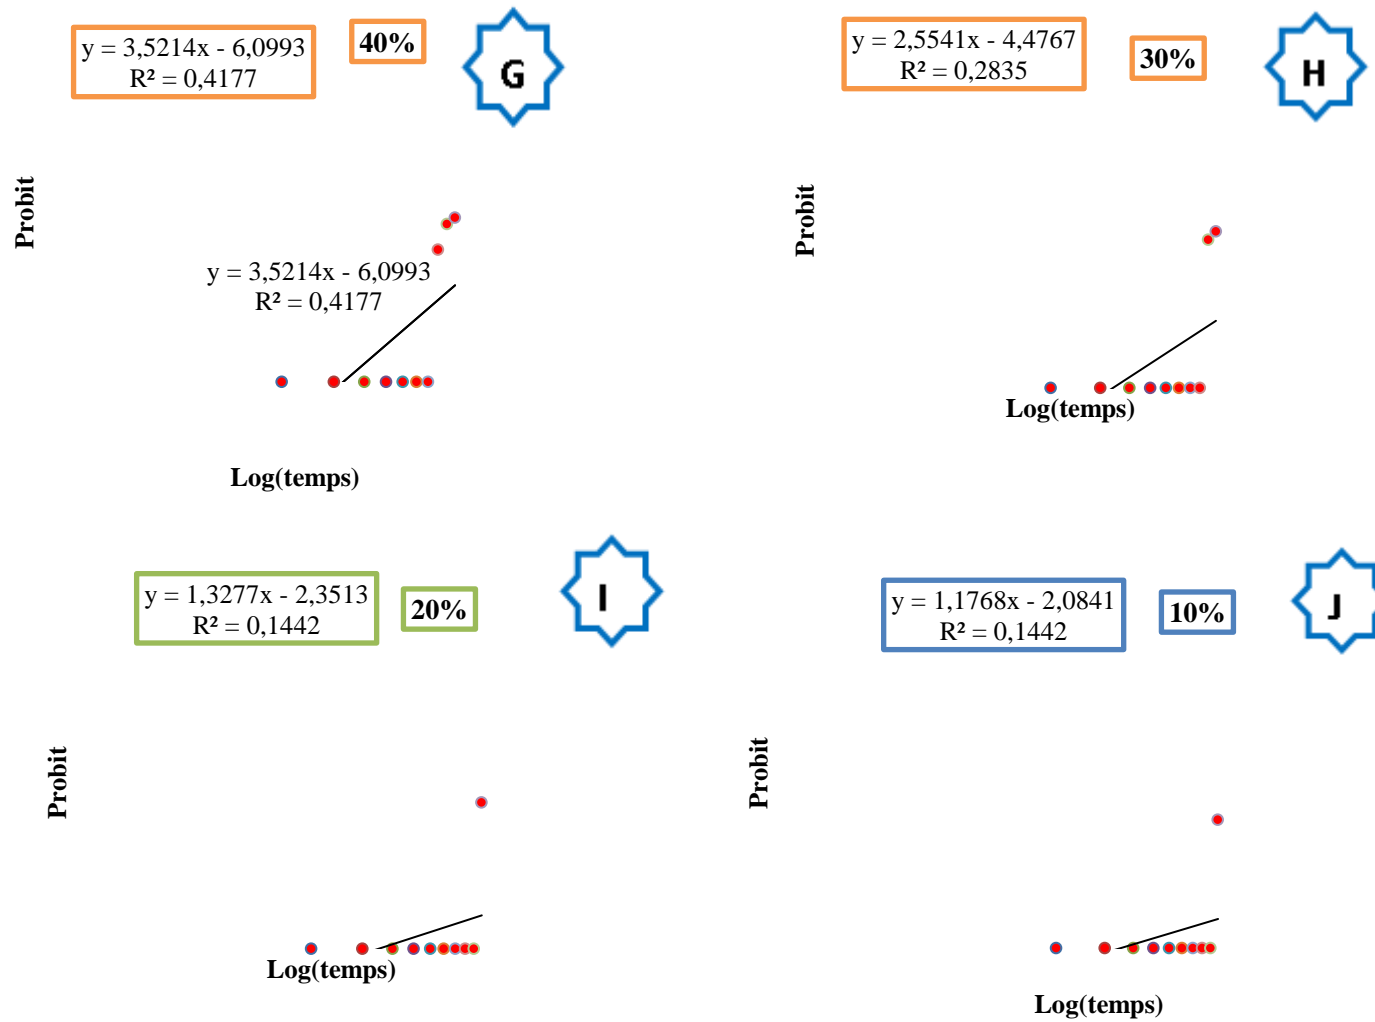 y = 3,5214x - 6,0993
R² = 0,4177
40%
G
Probit
y = 3,5214x - 6,0993
R² = 0,4177
Log(temps)
y = 2,5541x - 4,4767
R² = 0,2835
30%
H
Probit
Log(temps)
y = 1,3277x - 2,3513
R² = 0,1442
20%
I
Probit
Log(temps)
y = 1,1768x - 2,0841
R² = 0,1442
10%
J
Probit
Log(temps)